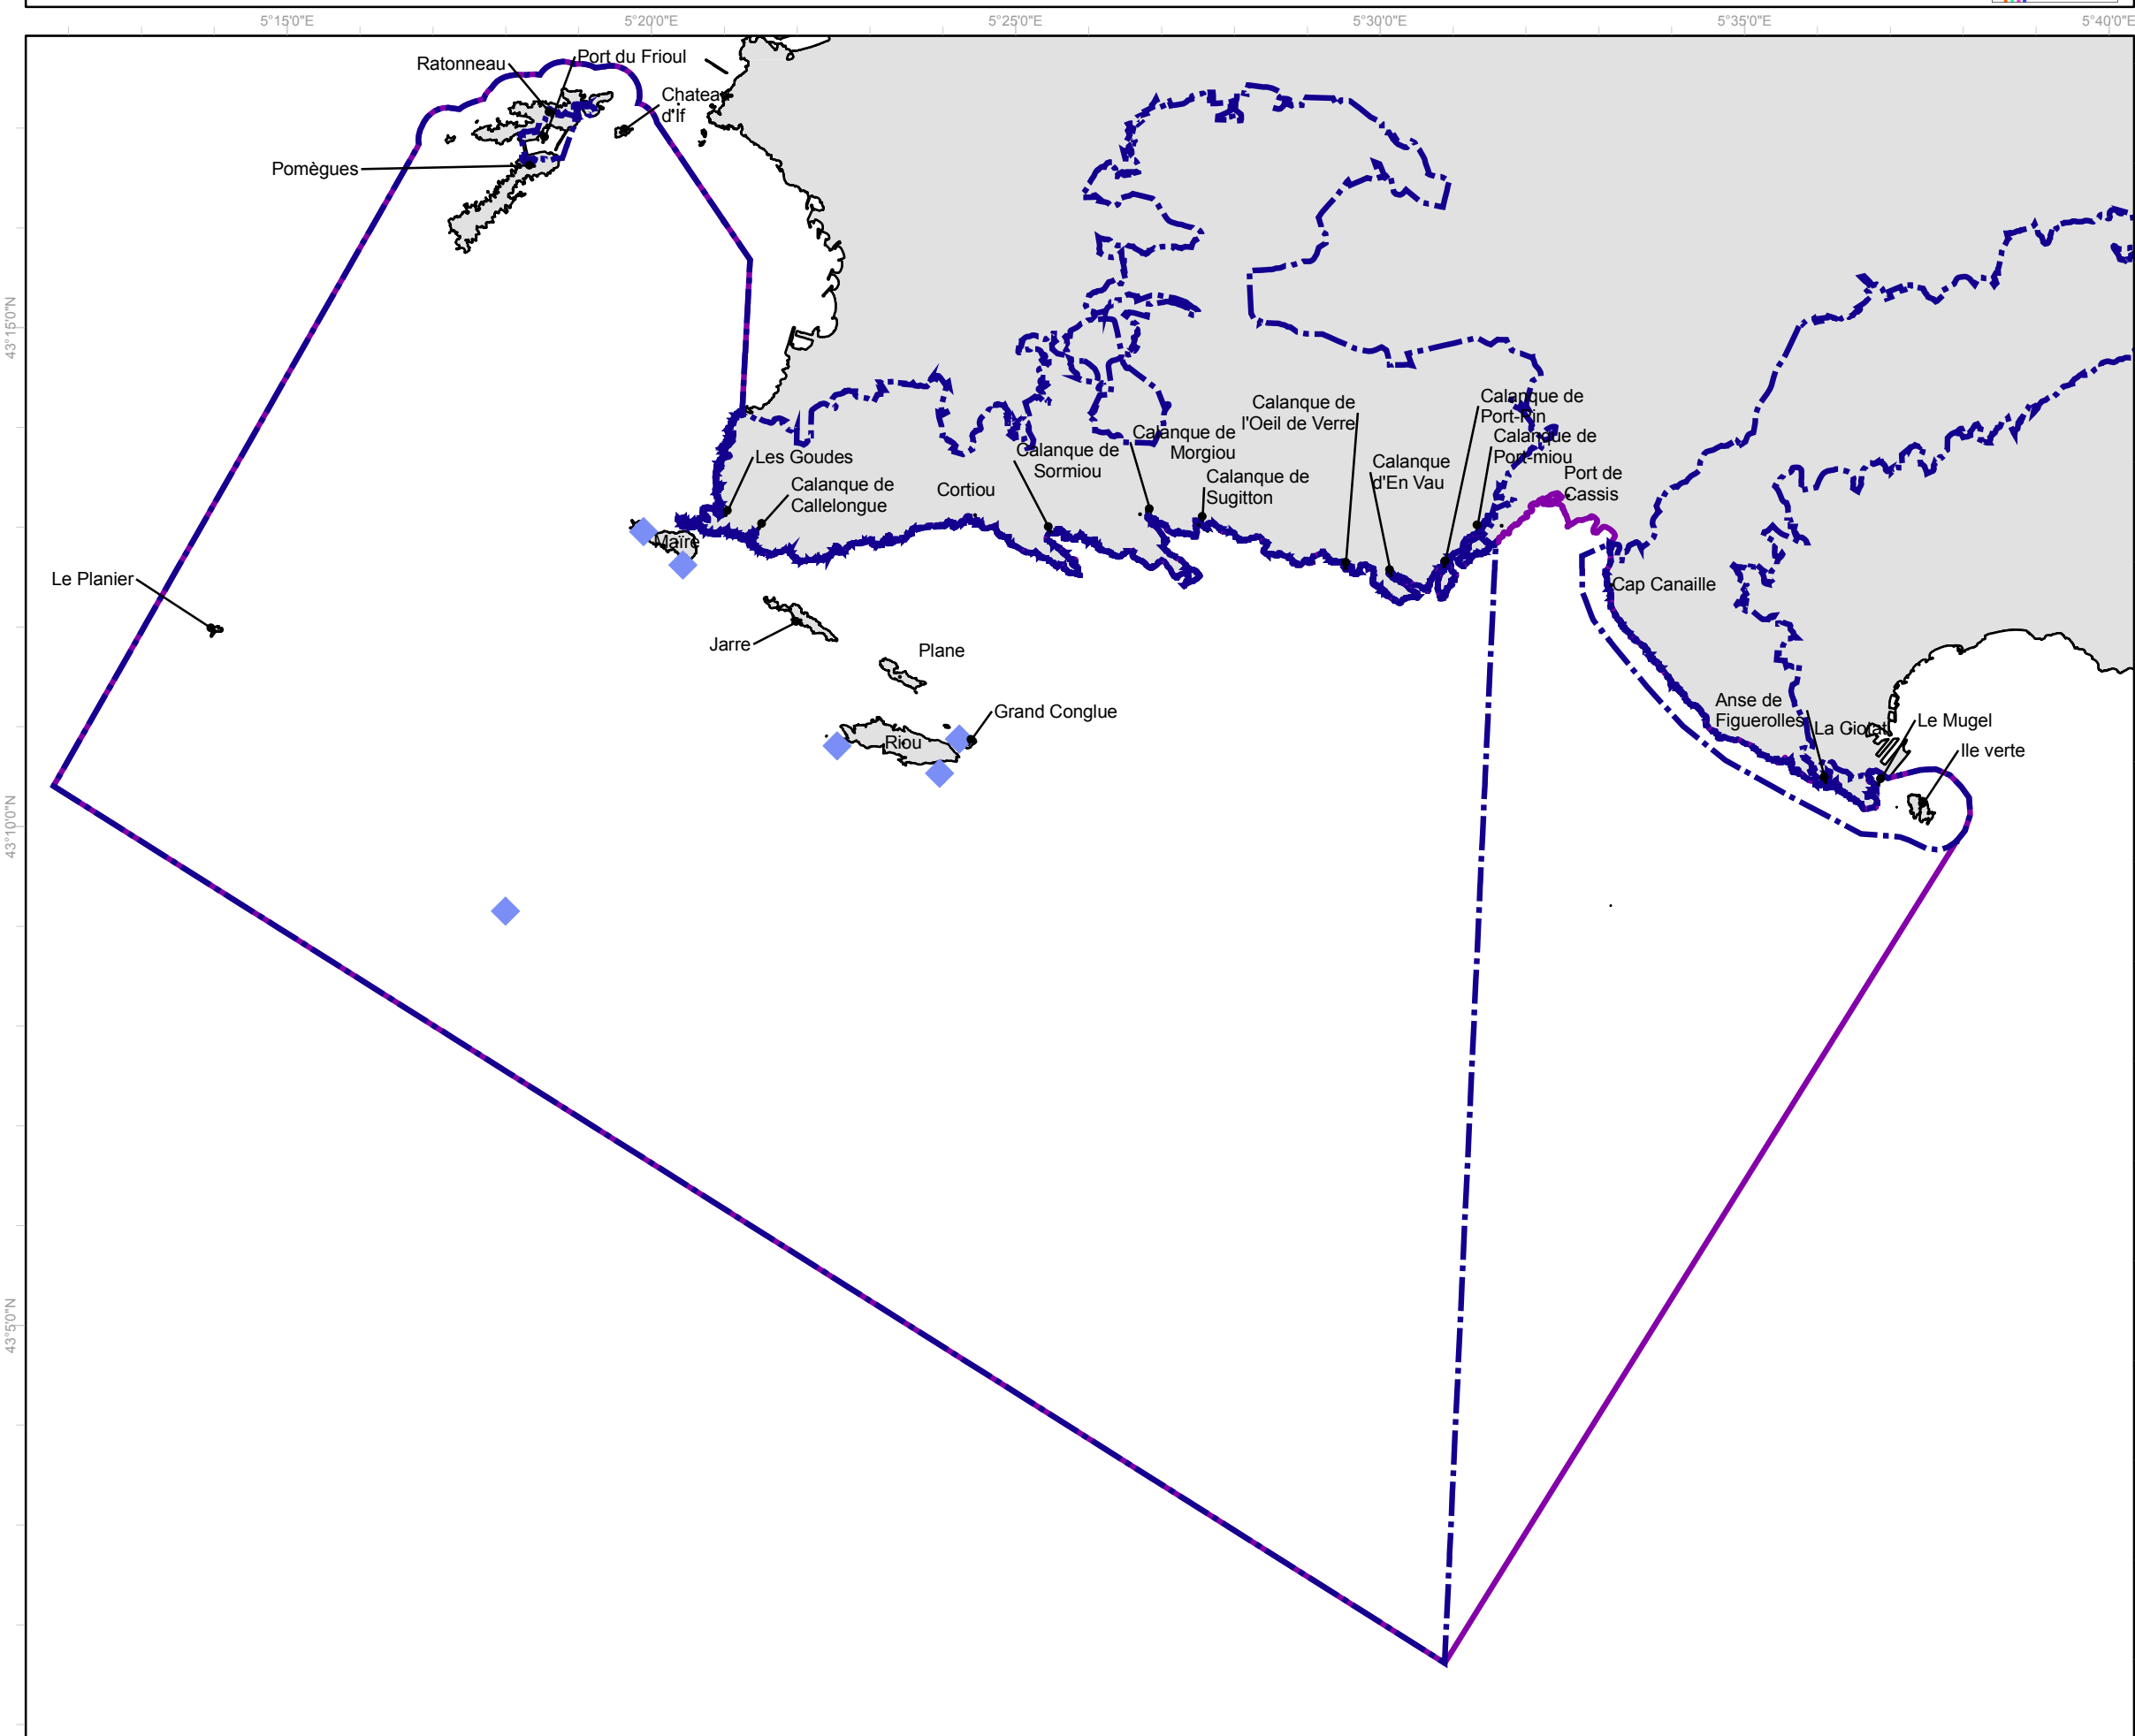 5°15'0"E
5°20'0"E
5°25'0"E
5°30'0"E
5°35'0"E
5°40'0"E
Port du Frioul
Ratonneau
Chateau
d'If
Pomègues
43°15'0"N
Calanque de
l'Oeil de Verre
Calanque de
Port-Pin
Calanque de
Port-miou
Calanque de
Morgiou
Calanque de
Sormiou
Les Goudes
Calanque
d'En Vau
Port de
Cassis
Calanque de
Sugitton
Calanque de
Callelongue
Cortiou
Maïre
Le Planier
Cap Canaille
Jarre
Plane
Anse de
Figuerolles
Grand Conglue
Le Mugel
La Ciotat
Riou
Ile verte
43°10'0"N
43°5'0"N